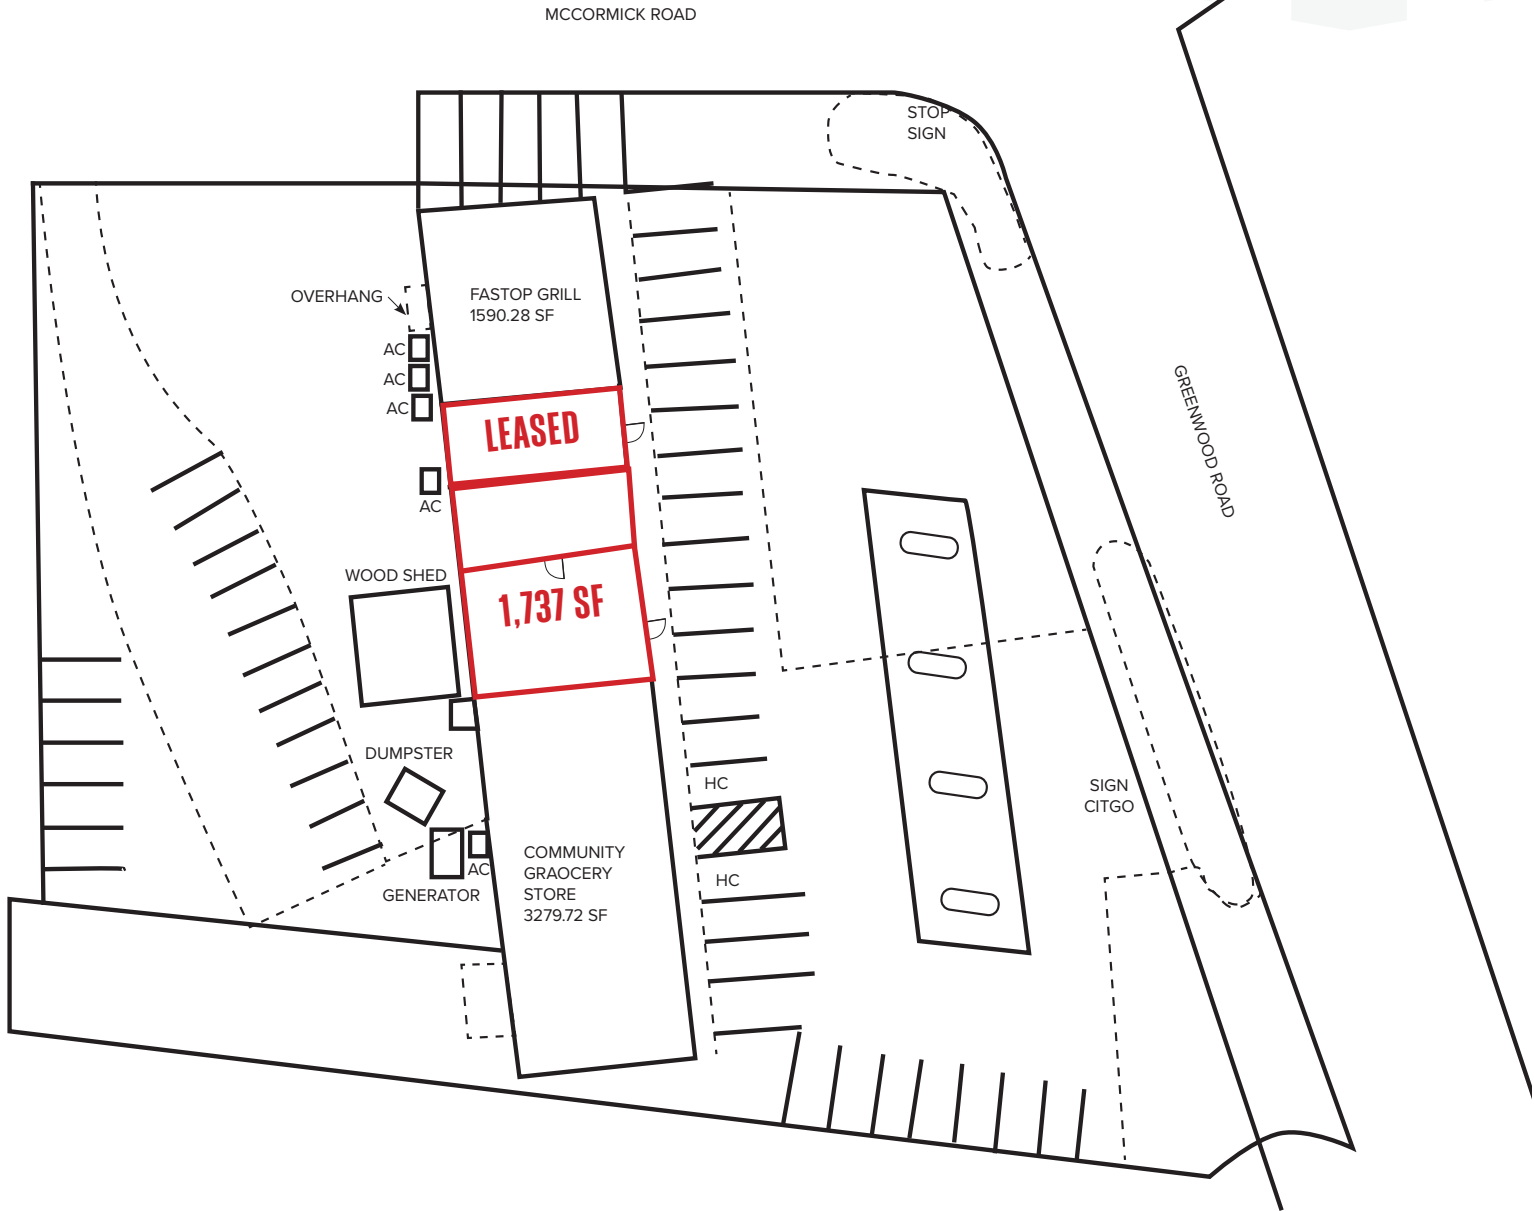 MCCORMICK ROAD
STOP
SIGN
OVERHANG
FASTOP GRILL
1590.28 SF
AC
AC
AC
LEASED
AC
GREENWOOD ROAD
WOOD SHED
1,737 SF
DUMPSTER
HC
SIGN
CITGO
COMMUNITY
GRAOCERY
STORE
3279.72 SF
AC
HC
GENERATOR